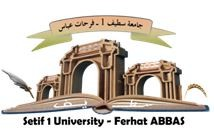 جامعة سطيف 1 - فرحات عباس
Setif 1 University - Ferhat ABBAS